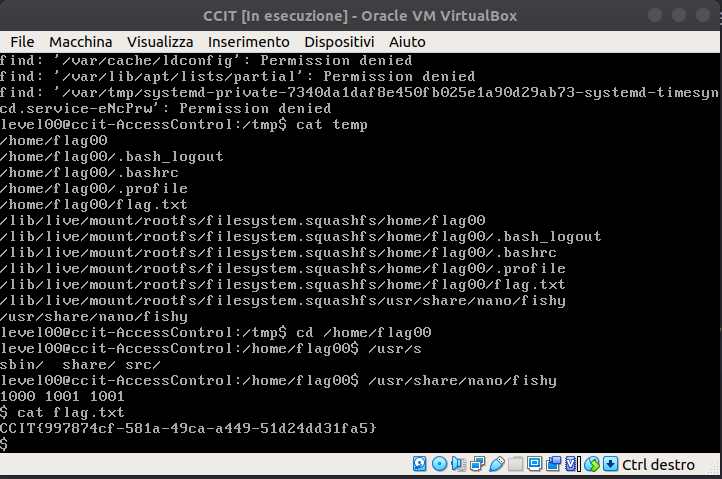 CCIT [In esecuzione] - Oracle VM VirtualBox
File Macchina Visualizza Inserimento Dispositivi Aiuto
find: '/var/cache/ldconfig': Permission denied
find: '/var/lib/apt/lists/partial': Permission denied
find: '/var/tmp/systemd-private-7340da1daf8e450fb025e1a90d29ab73-systemd-timesyn
cd.service-eNcPrw': Permission denied
level00@ccit-AccessControl:/tmp$ cat temp
/home/flag00
/home/flag00/.bash_logout
/home/flag00/.bashrc
/home/flag00/.profile
/home/flag00/flag.txt
/lib/live/mount/rootfs/filesystem.squashfs/home/flag00
/lib/live/mount/rootfs/filesystem.squashfs/home/flag00/.bash_logout
/lib/live/mount/rootfs/filesystem.squashfs/home/flag00/.bashrc
/lib/live/mount/rootfs/filesystem.squashfs/home/flag00/.profile
/lib/live/mount/rootfs/filesystem.squashfs/home/flag00/flag.txt
/lib/live/mount/rootfs/filesystem.squashfs/usr/share/nano/fishy
/usr/share/nano/fishy
level00@ccit-AccessControl:/tmp$ cd /home/flag00
level00@ccit-AccessControl:/home/flag00$ /usr/s
sbin/ share/ src/
level00@ccit-AccessControl:/home/flag00$ /usr/share/nano/fishy
1000 1001 1001
$ cat flag.txt
CCIT{997874cf-581a-49ca-a449-51d24dd31fa5}
$
Ctrl destro